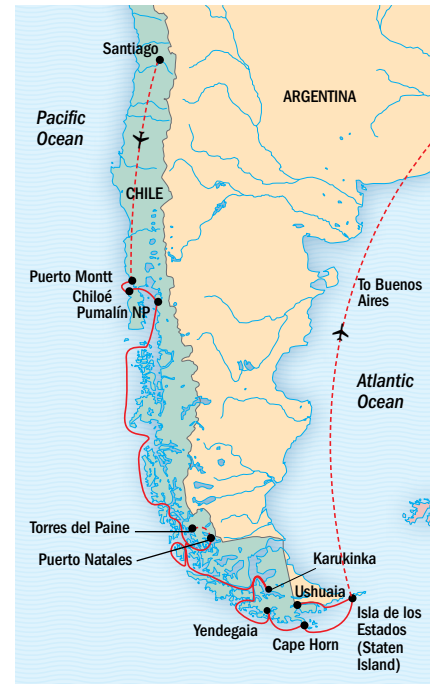 Santiago
ARGENTINA
Pacific
Ocean
CHILE
Puerto Montt
Chiloé
Pumalín NP
To Buenos
Aires
Atlantic
Ocean
Torres del Paine
Puerto Natales
Karukinka
Ushuaia
Isla de los
Estados
(Staten
Island)
Yendegaia
Cape Horn